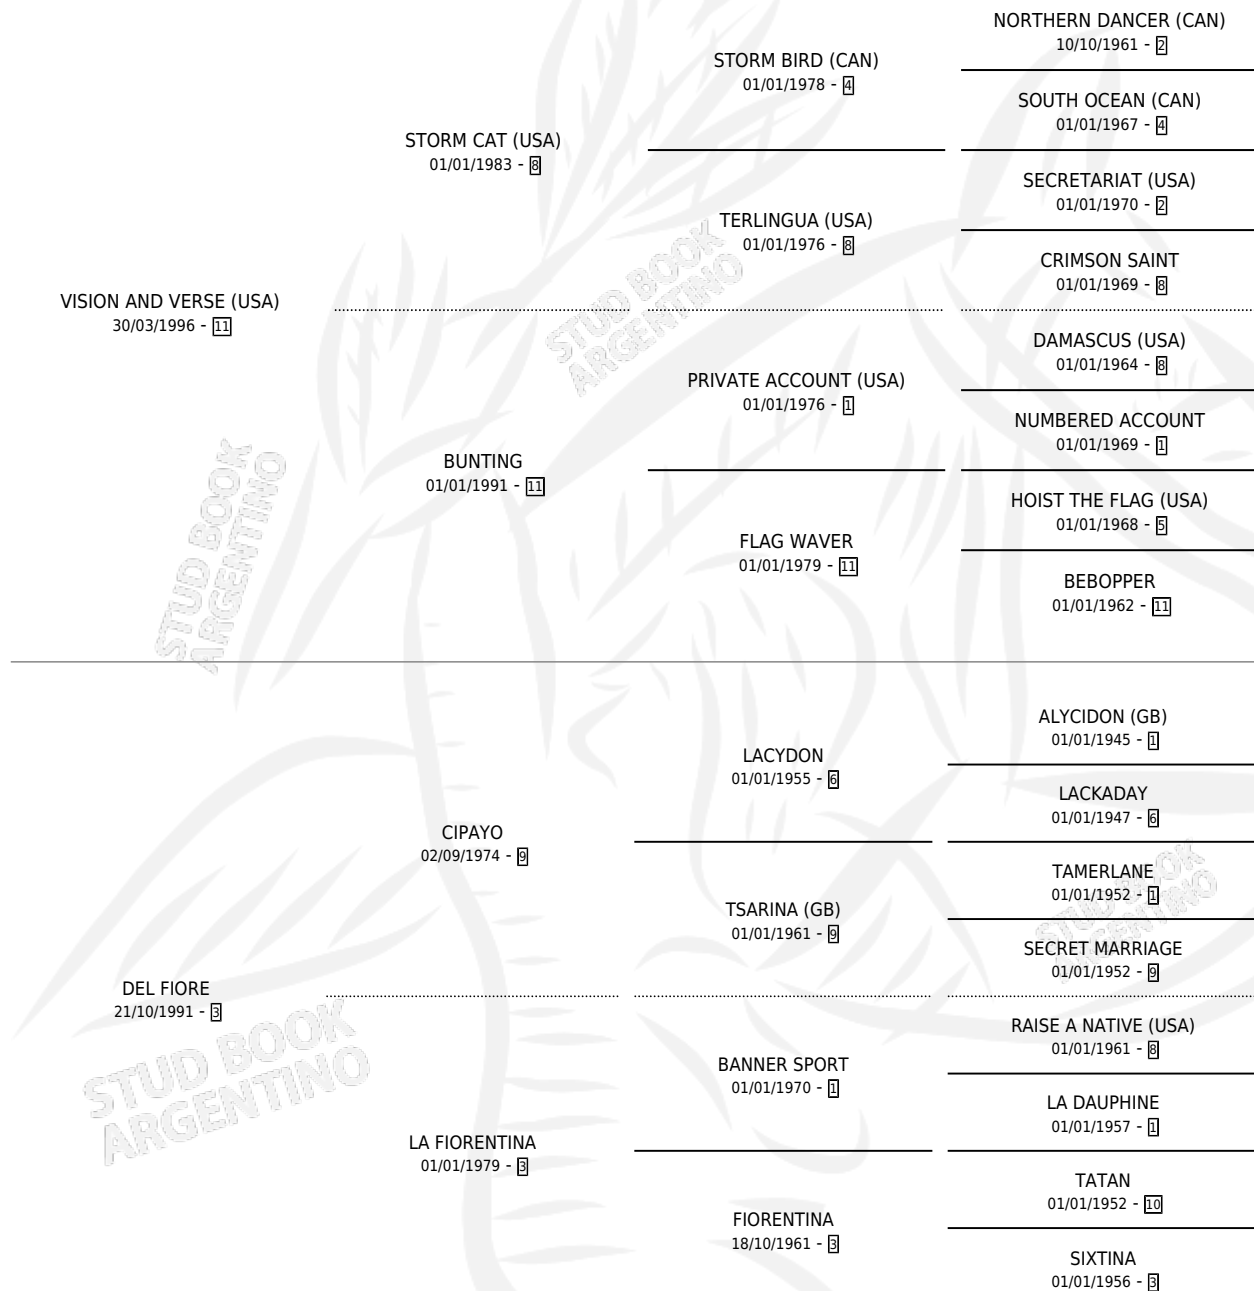 NORTHERN DANCER (CAN)
10/10/1961 - 2
STORM BIRD (CAN)
01/01/1978 - 4
SOUTH OCEAN (CAN)
01/01/1967 - 4
STORM CAT (USA)
01/01/1983 - 8
SECRETARIAT (USA)
01/01/1970 - 2
TERLINGUA (USA)
01/01/1976 - 8
CRIMSON SAINT
01/01/1969 - 8
VISION AND VERSE (USA)
30/03/1996 - 11
DAMASCUS (USA)
01/01/1964 - 8
PRIVATE ACCOUNT (USA)
01/01/1976 - 1
NUMBERED ACCOUNT
01/01/1969 - 1
BUNTING
01/01/1991 - 11
HOIST THE FLAG (USA)
01/01/1968 - 5
FLAG WAVER
01/01/1979 - 11
BEBOPPER
01/01/1962 - 11
ALYCIDON (GB)
01/01/1945 - 1
LACYDON
01/01/1955 - 6
LACKADAY
01/01/1947 - 6
CIPAYO
02/09/1974 - 9
TAMERLANE
01/01/1952 - 1
TSARINA (GB)
01/01/1961 - 9
SECRET MARRIAGE
01/01/1952 - 9
DEL FIORE
21/10/1991 - 3
RAISE A NATIVE (USA)
01/01/1961 - 8
BANNER SPORT
01/01/1970 - 1
LA DAUPHINE
01/01/1957 - 1
LA FIORENTINA
01/01/1979 - 3
TATAN
01/01/1952 - 10
FIORENTINA
18/10/1961 - 3
SIXTINA
01/01/1956 - 3
STUD BOOK
ARGENTINO
STUD BOOK
ARGENTINO
STUD BOOK
ARGENTINO
STUD BOOK
ARGENTINO